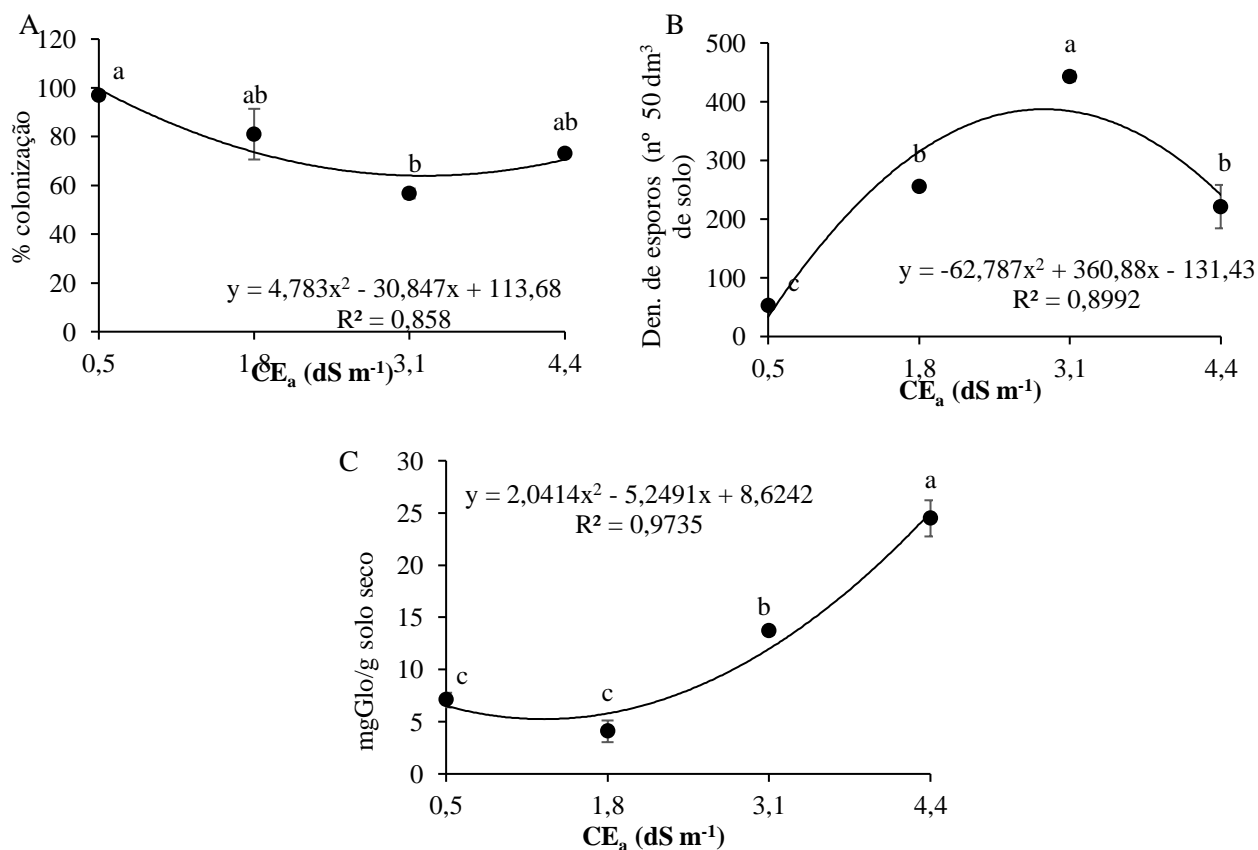 A
% colonização
120
100
80
60
40
20
0
a
ab
b
ab
y = 4,783x² - 30,847x + 113,68
R² = 0,858
0,5
1,8
3,1
4,4
CEₐ (dS m⁻¹)
B
Den. de esporos (nº 50 dm³
de solo)
500
400
300
200
100
0
c
b
a
b
y = -62,787x² + 360,88x - 131,43
R² = 0,8992
0,5
1,8
3,1
4,4
CEₐ (dS m⁻¹)
C
mgGlo/g solo seco
30
25
20
15
10
5
0
y = 2,0414x² - 5,2491x + 8,6242
R² = 0,9735
c
c
b
a
0,5
1,8
3,1
4,4
CEₐ (dS m⁻¹)